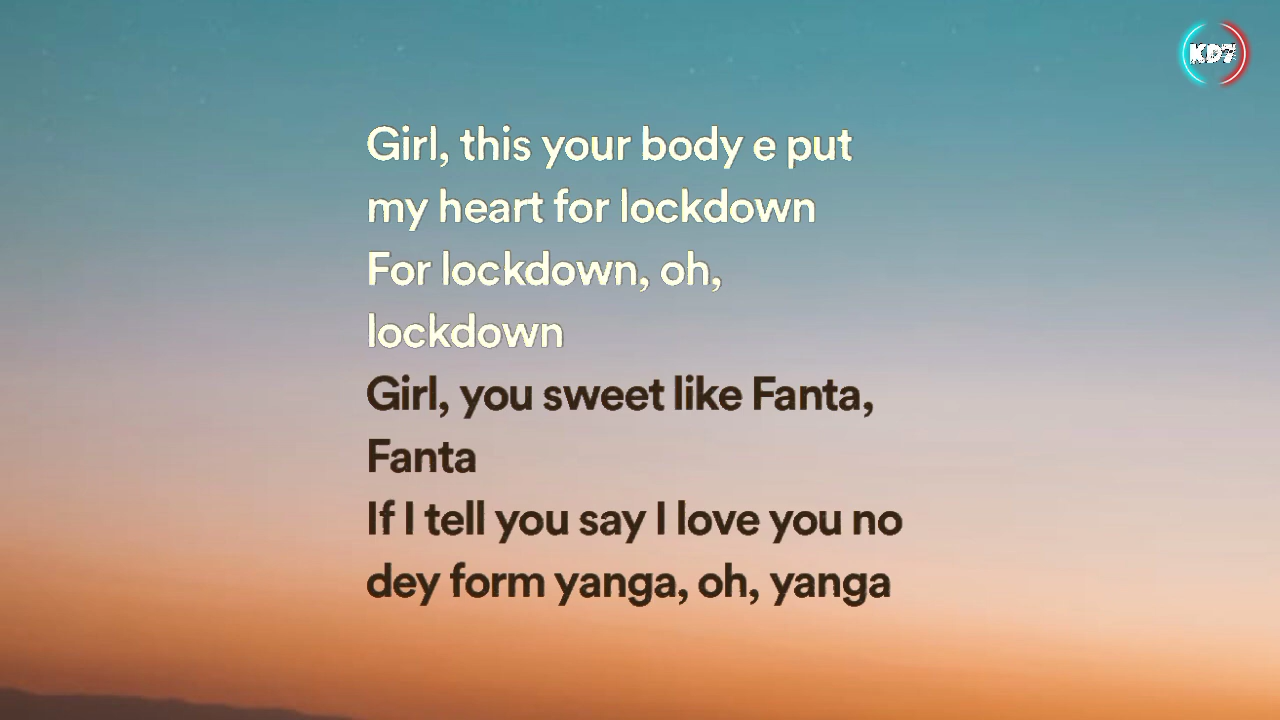 KD7
Girl, this your body e put
my heart for lockdown
For lockdown, oh,
lockdown
Girl, you sweet like Fanta,
Fanta
If I tell you say I love you no
dey form yanga, oh, yanga